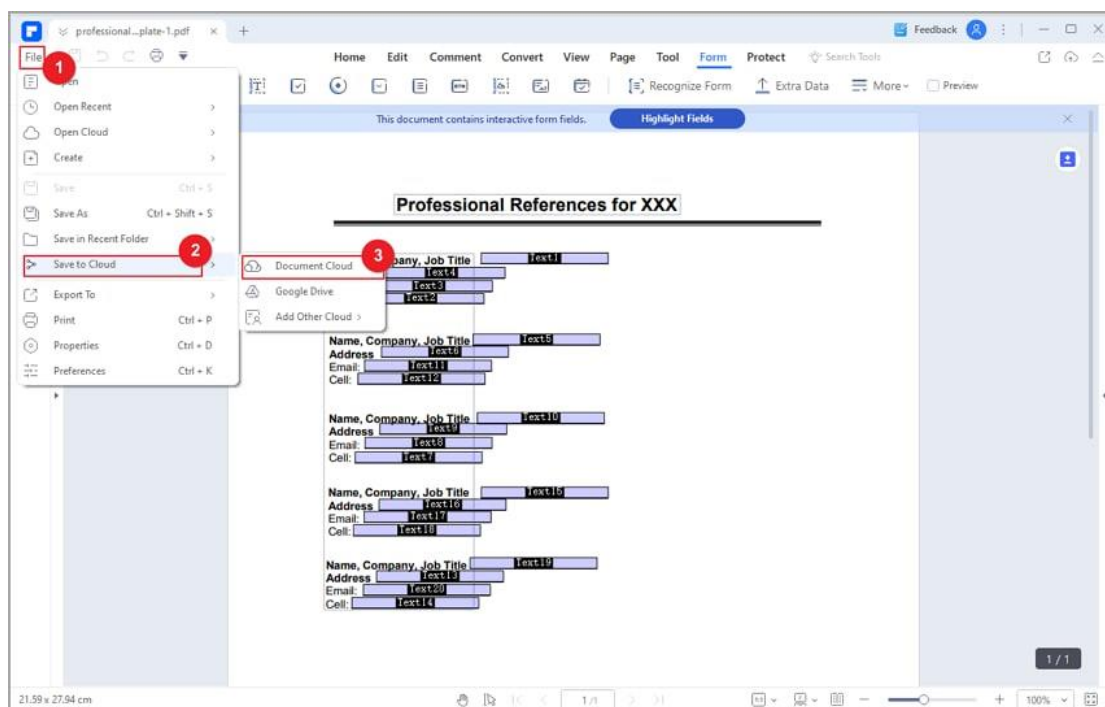 professional...plate-1.pdf × +
Feedback
File
1
Home Edit Comment Convert View Page Tool Form Protect Search Tools
Open
Recognize Form Extra Data More Preview
Open Recent
This document contains interactive form fields. Highlight Fields
Open Cloud
Create
Save Ctrl + S
Save As Ctrl + Shift + S
Save in Recent Folder
2
Save to Cloud
Export To
Print Ctrl + P
Properties Ctrl + D
Preferences Ctrl + K
3
Document Cloud
Google Drive
Add Other Cloud
Professional References for XXX
pany, Job Title Text1
Text4
Text3
Text2
Name, Company, Job Title Text5
Address Text6
Email: Text11
Cell: Text12
Name, Company, Job Title Text10
Address Text9
Email: Text8
Cell: Text7
Name, Company, Job Title Text15
Address Text16
Email: Text17
Cell: Text18
Name, Company, Job Title Text19
Address Text13
Email: Text20
Cell: Text14
1 / 1
21.59 x 27.94 cm
1 /1
100%